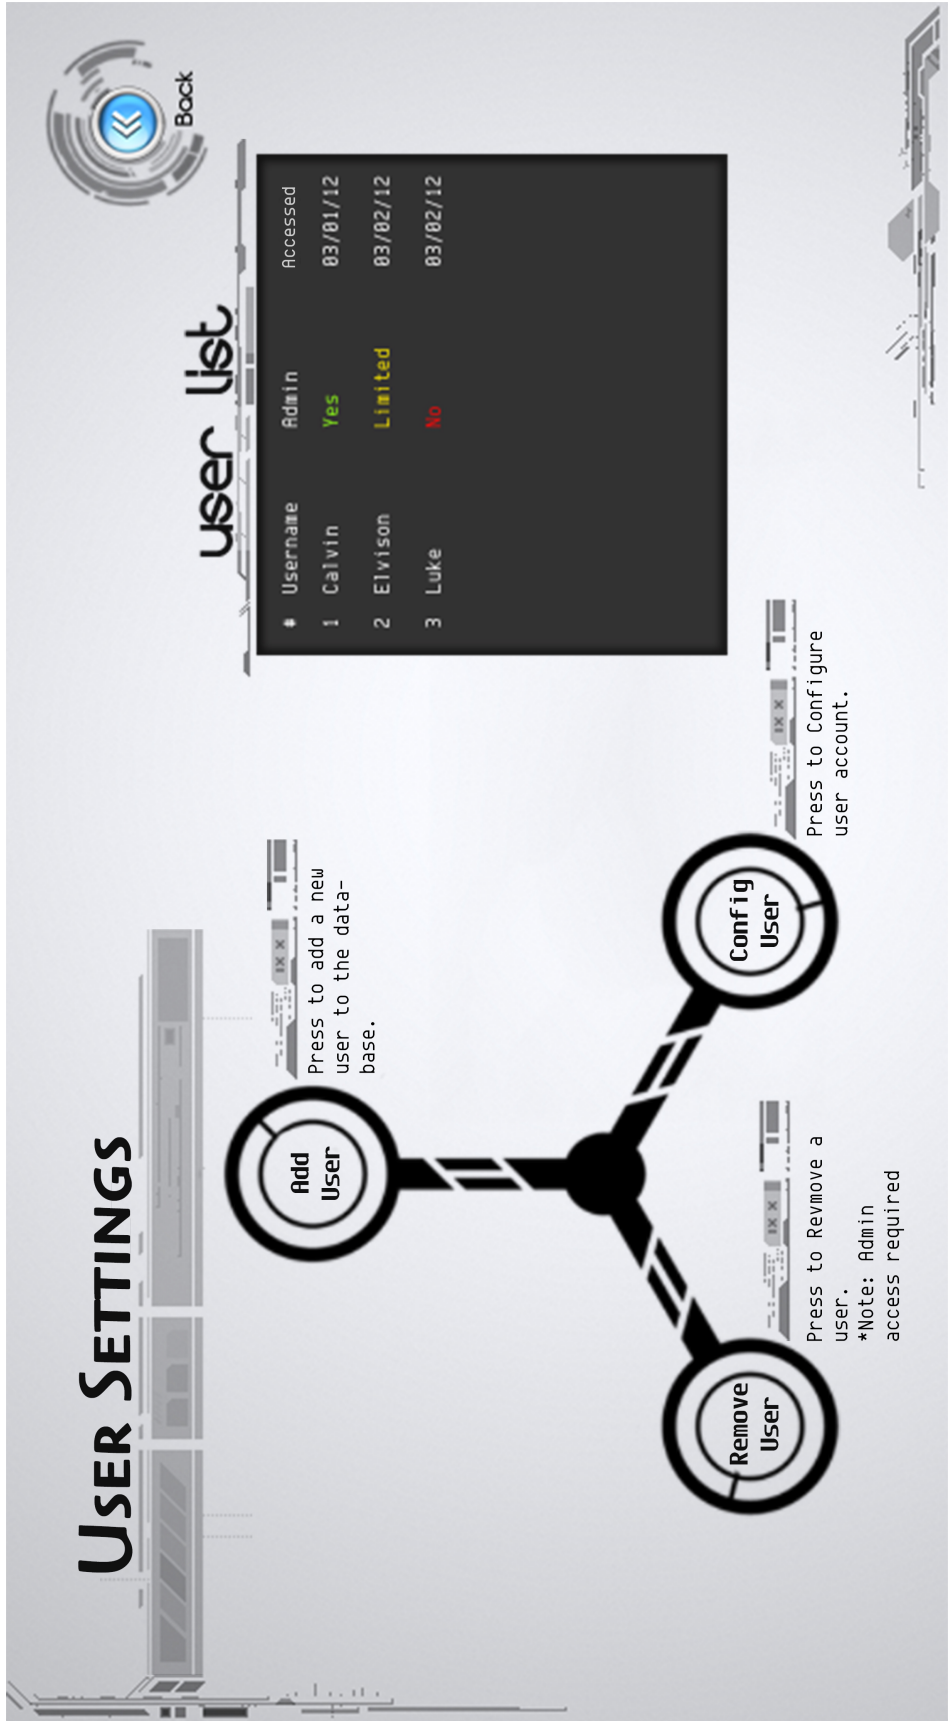 User Settings
Back
user list
# Username Admin Accessed
1 Calvin Yes 03/01/12
2 Elvison Limited 03/02/12
3 Luke No 03/02/12
Add
User
Press to add a new
user to the data-
base.
Remove
User
Press to Revmove a
user.
*Note: Admin
access required
Config
User
Press to Configure
user account.